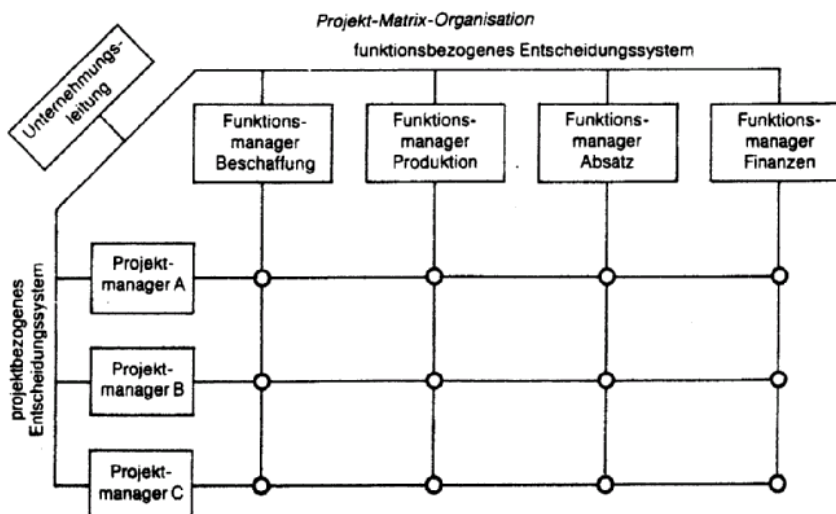 Projekt-Matrix-Organisation
funktionsbezogenes Entscheidungssystem
Unternehmungs-
leitung
Funktions-
manager
Beschaffung
Funktions-
manager
Produktion
Funktions-
manager
Absatz
Funktions-
manager
Finanzen
projektbezogenes
Entscheidungssystem
Projekt-
manager A
Projekt-
manager B
Projekt-
manager C